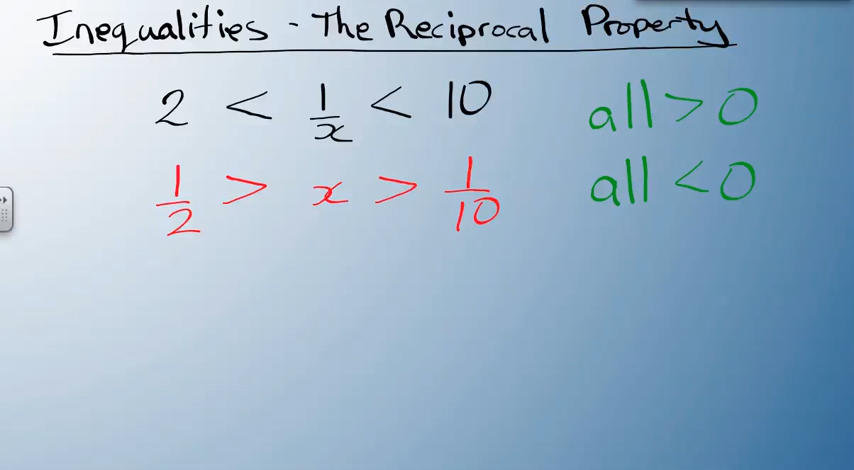 Inequalities - The Reciprocal Property
2 < 1/x < 10 all > 0
1/2 > x > 1/10 all < 0